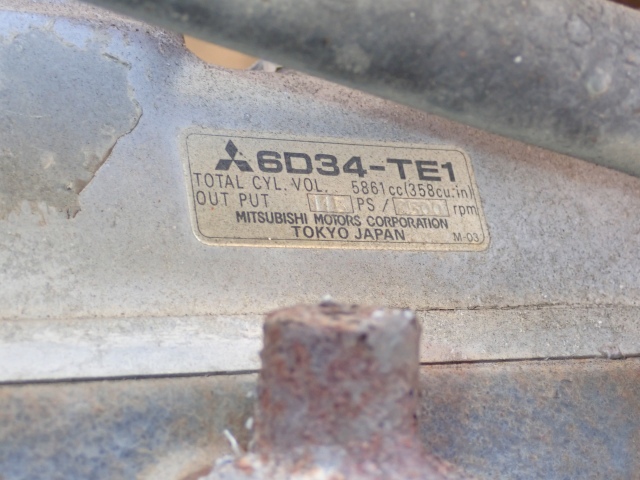 6D34-TE1
TOTAL CYL. VOL. 5861cc(358cu.in)
OUT PUT PS/ rpm
MITSUBISHI MOTORS CORPORATION
TOKYO JAPAN
M-03